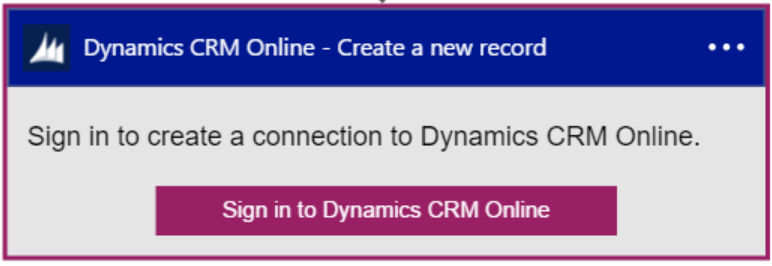 Dynamics CRM Online - Create a new record
Sign in to create a connection to Dynamics CRM Online.
Sign in to Dynamics CRM Online